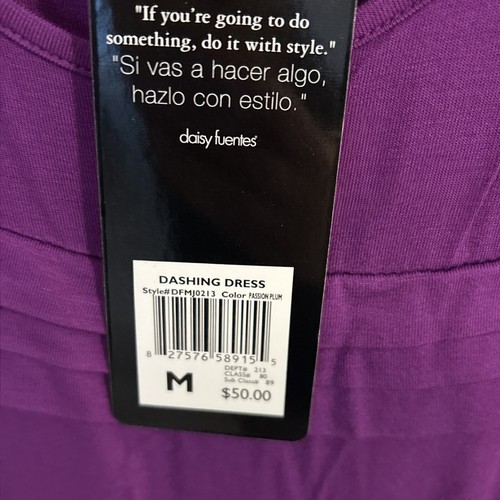 "If you're going to do
something, do it with style."
"Si vas a hacer algo,
hazlo con estilo."
daisy fuentes®
DASHING DRESS
Style# DFMJ0213 Color PASSION PLUM
8 27576 58915 5
M
DEPT# 213
CLASS# 80
Sub Class# 89
$50.00